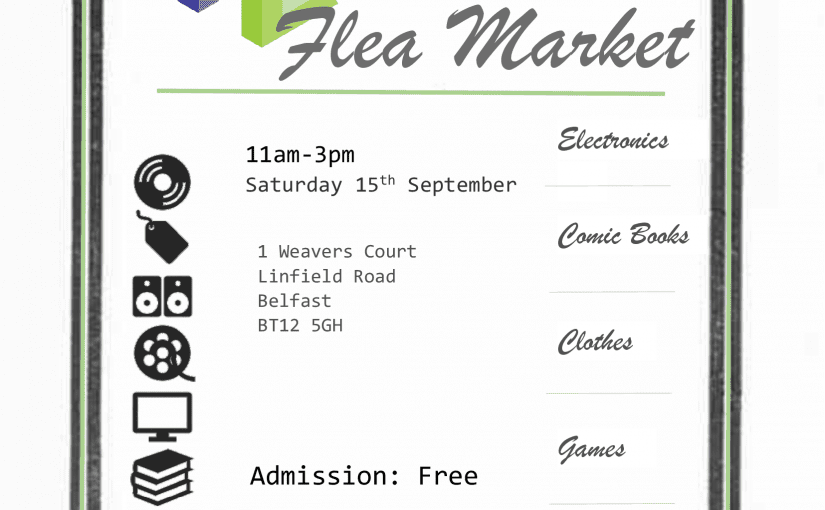 Flea Market
11am-3pm
Saturday 15th September
1 Weavers Court
Linfield Road
Belfast
BT12 5GH
Admission: Free
Electronics
Comic Books
Clothes
Games